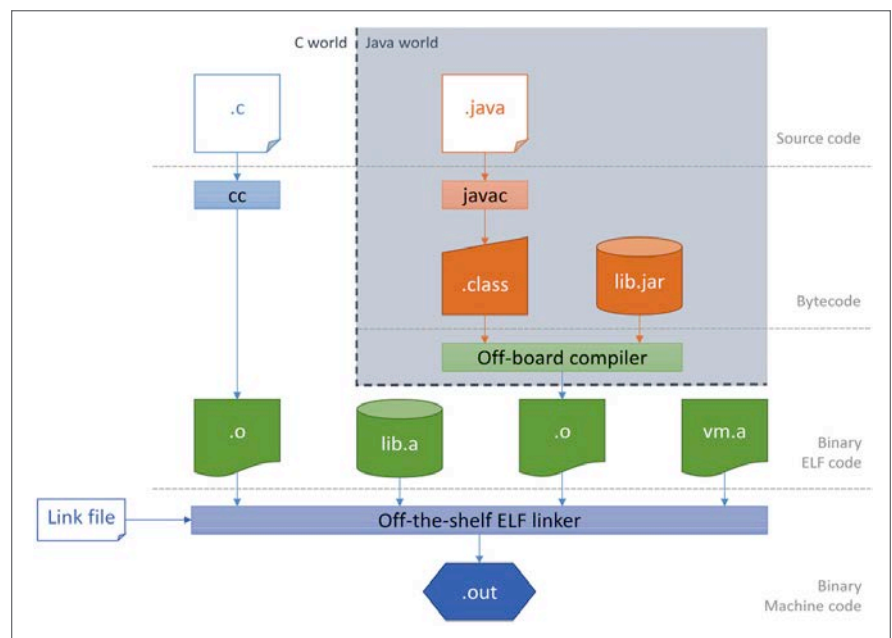 C world
Java world
.c
.java
Source code
cc
javac
.class
lib.jar
Bytecode
Off-board compiler
.o
lib.a
.o
vm.a
Binary
ELF code
Link file
Off-the-shelf ELF linker
.out
Binary
Machine code